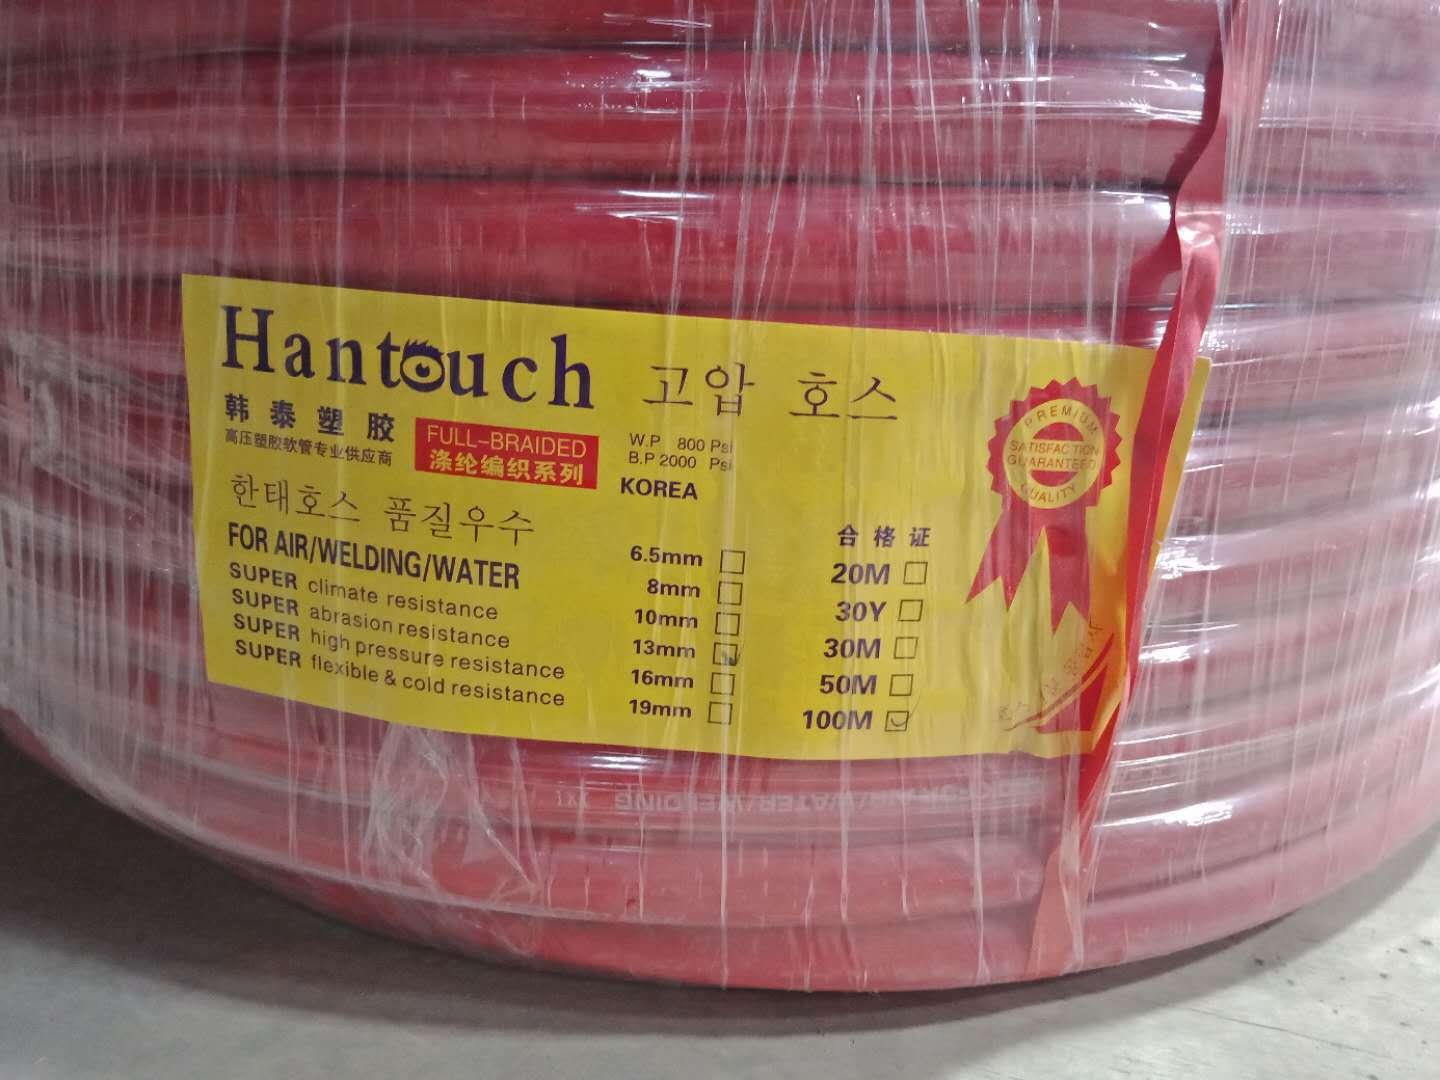 Hantouch 고압 호스
韩泰塑胶
高压塑胶软管专业供应商
FULL-BRAIDED
涤纶编织系列
W.P 800 Psi
B.P 2000 Psi
KOREA
한태호스 품질우수
FOR AIR/WELDING/WATER
SUPER climate resistance
SUPER abrasion resistance
SUPER high pressure resistance
SUPER flexible & cold resistance
6.5mm
8mm
10mm
13mm
16mm
19mm
合格证
20M
30Y
30M
50M
100M
PREMIUM
SATISFACTION
GUARANTEED
QUALITY
AIR/WATER/WELDING